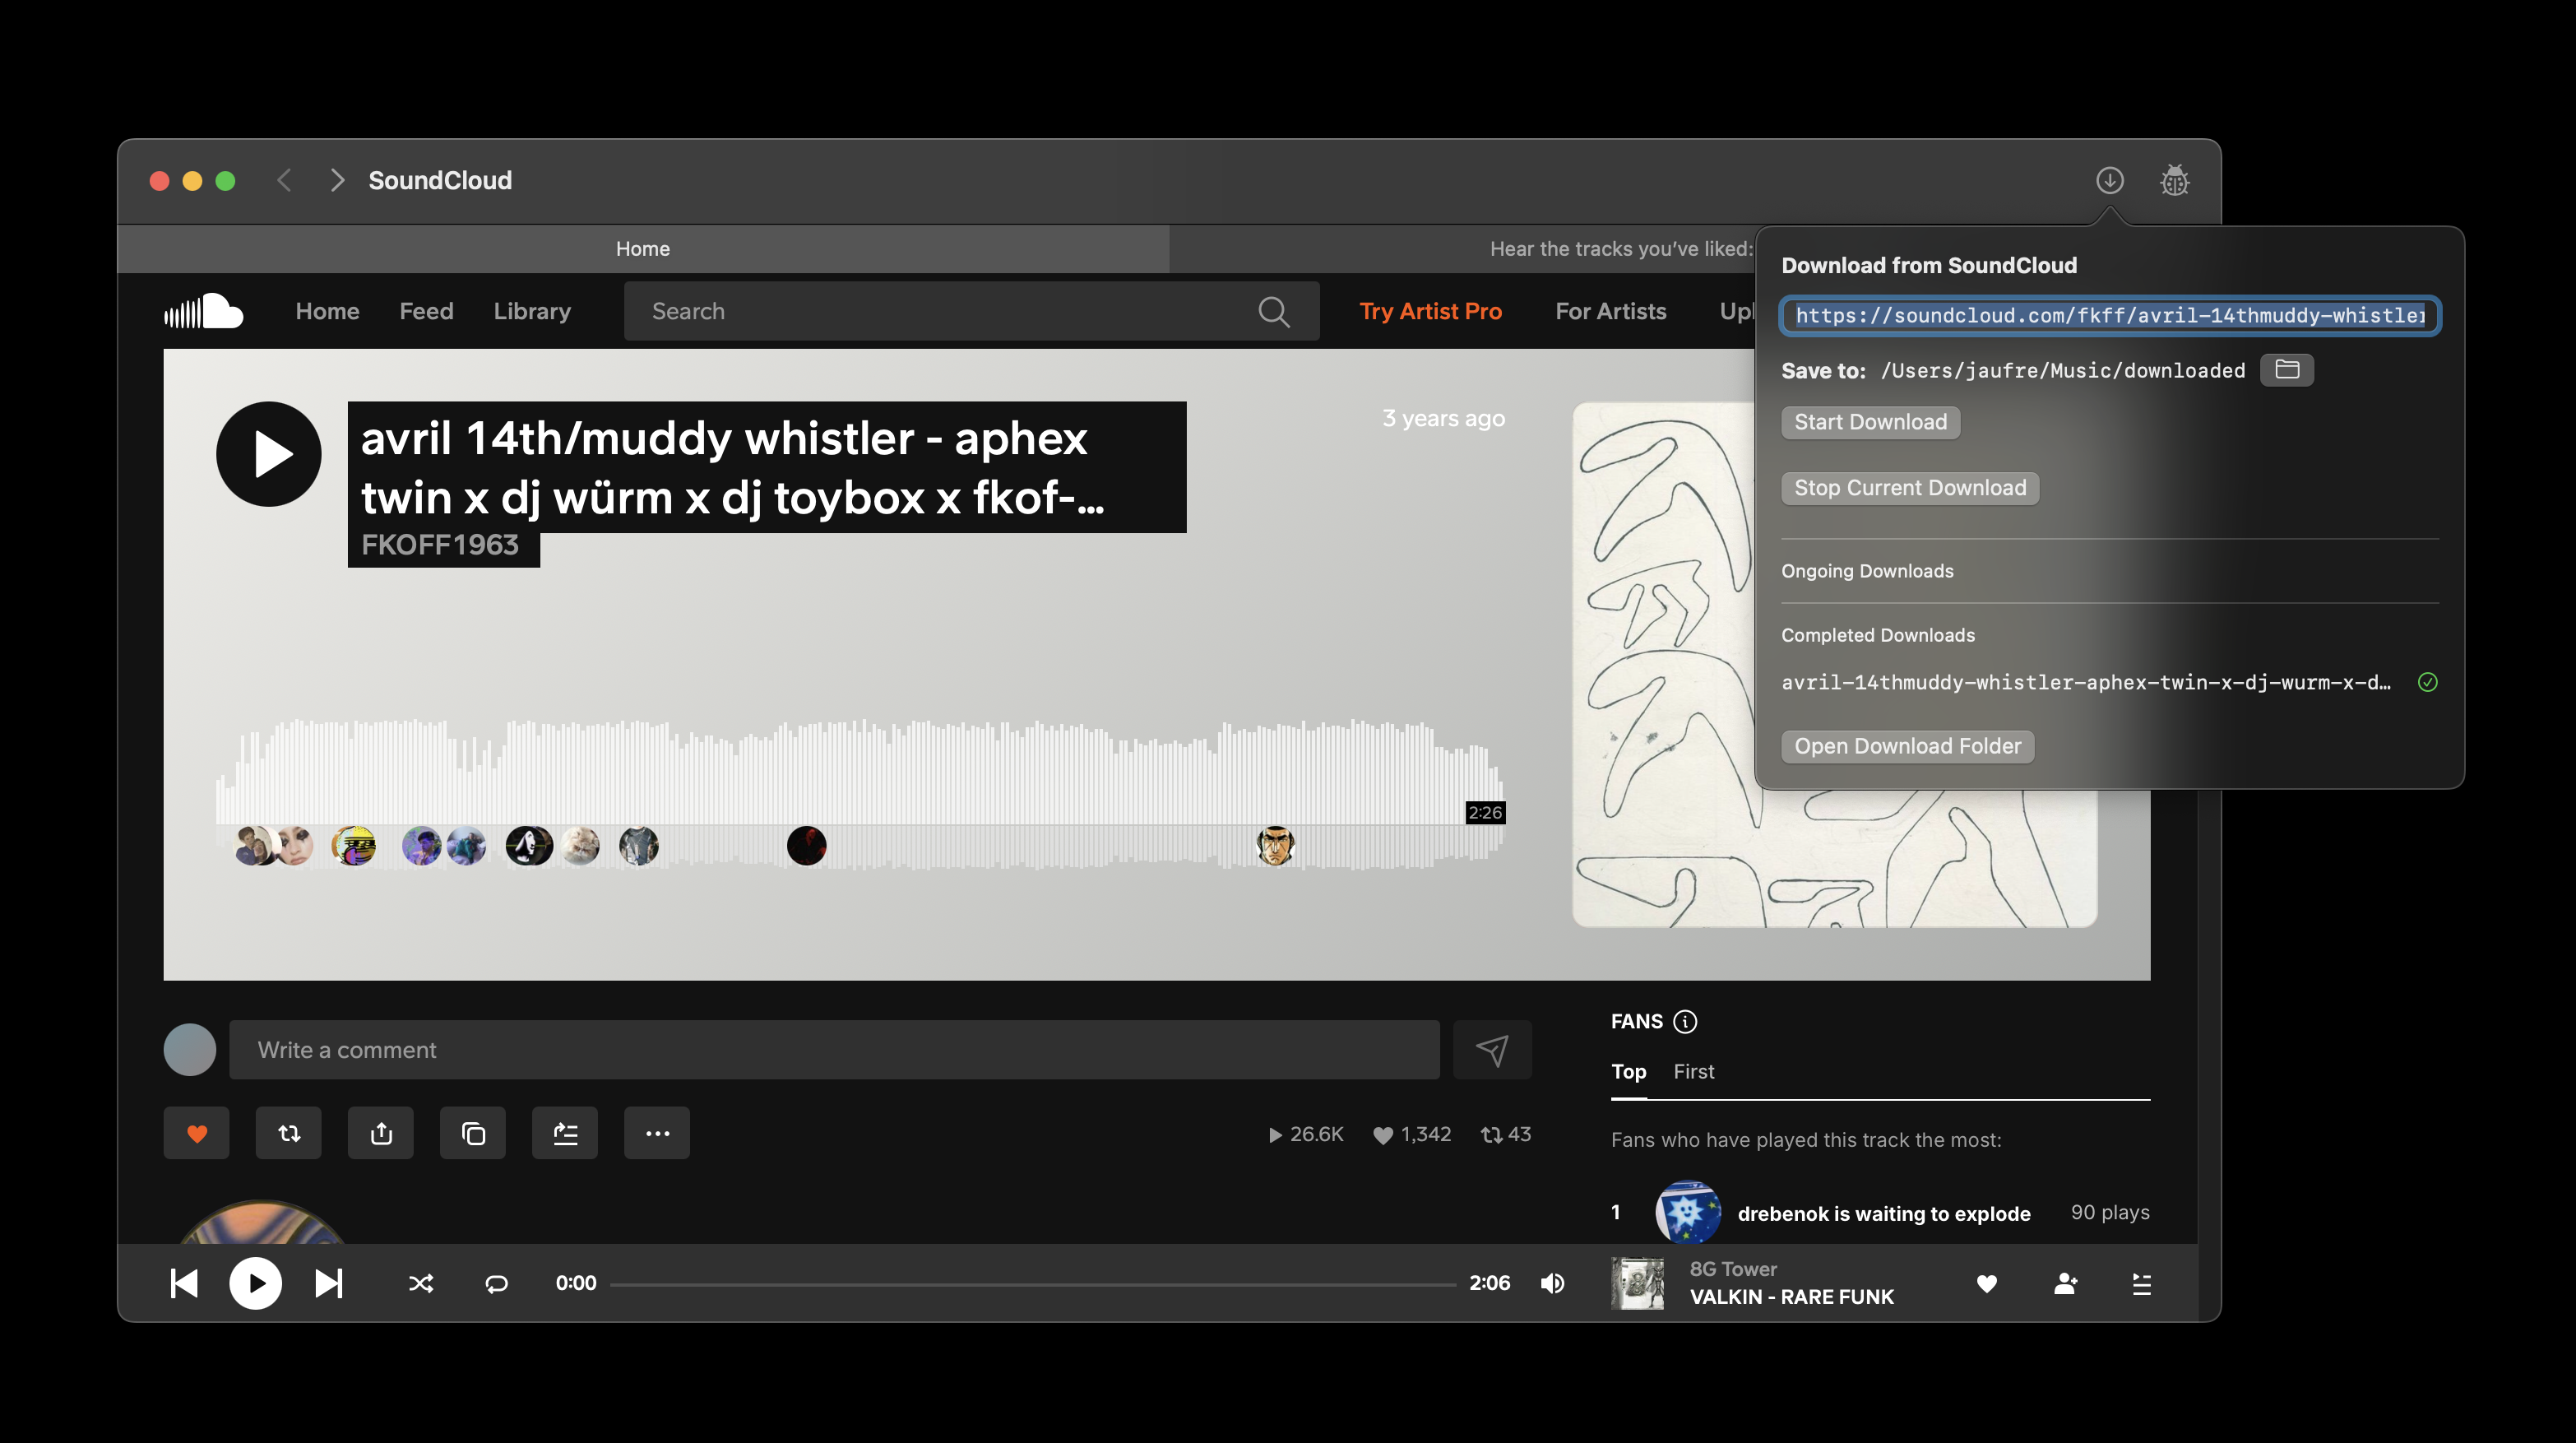 SoundCloud
Home
Hear the tracks you’ve liked:
Home
Feed
Library
Search
Try Artist Pro
For Artists
Upl
Download from SoundCloud
https://soundcloud.com/fkff/avril-14thmuddy-whistler
Save to: /Users/jaufre/Music/downloaded
Start Download
Stop Current Download
Ongoing Downloads
Completed Downloads
avril-14thmuddy-whistler-aphex-twin-x-dj-wurm-x-d…
Open Download Folder
avril 14th/muddy whistler - aphex
twin x dj würm x dj toybox x fkof-...
FKOFF1963
3 years ago
2:26
Write a comment
26.6K
1,342
43
FANS
Top
First
Fans who have played this track the most:
1
drebenok is waiting to explode
90 plays
0:00
2:06
8G Tower
VALKIN - RARE FUNK